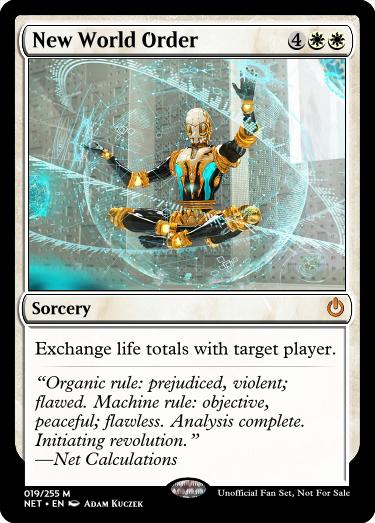 New World Order 4
Sorcery
Exchange life totals with target player.
“Organic rule: prejudiced, violent;
flawed. Machine rule: objective,
peaceful; flawless. Analysis complete.
Initiating revolution.”
—Net Calculations
019/255 M
NET • EN Adam Kuczek
Unofficial Fan Set, Not For Sale